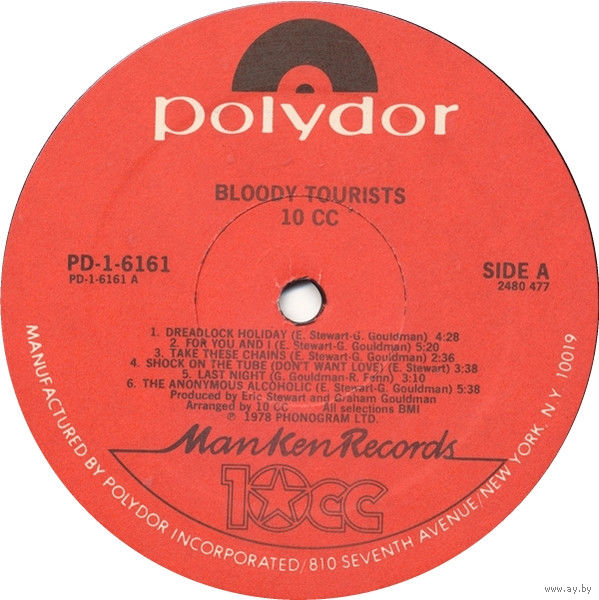 polydor
BLOODY TOURISTS
10 CC
PD-1-6161
PD-1-6161 A
SIDE A
2480 477
1. DREADLOCK HOLIDAY (E. Stewart-G. Gouldman) 4:28
2. FOR YOU AND I (E. Stewart-G. Gouldman) 5:20
3. TAKE THESE CHAINS (E. Stewart-G. Gouldman) 2:36
4. SHOCK ON THE TUBE (DON'T WANT LOVE) (E. Stewart) 3:38
5. LAST NIGHT (G. Gouldman-R. Fenn) 3:10
6. THE ANONYMOUS ALCOHOLIC (E. Stewart-G. Gouldman) 5:38
Produced by Eric Stewart and Graham Gouldman
Arranged by 10 CC All selections BMI
℗ 1978 PHONOGRAM LTD.
ManKen Records
10CC
MANUFACTURED BY POLYDOR INCORPORATED/810 SEVENTH AVENUE/NEW YORK. N.Y. 10019
www.ay.by